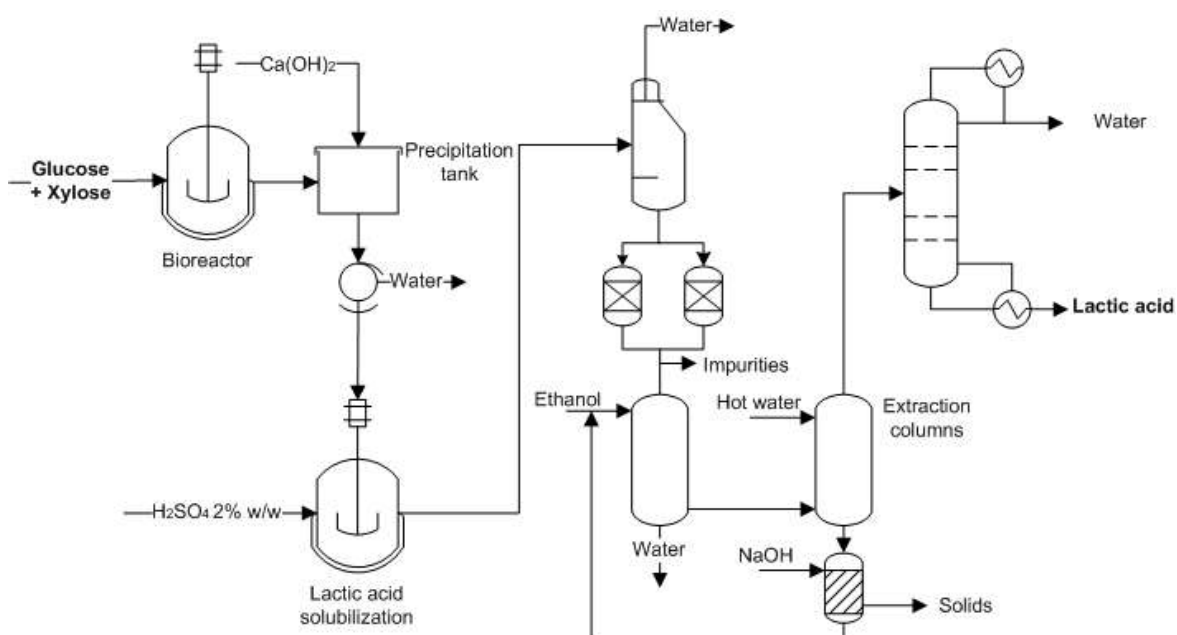 Water
Ca(OH)2
Glucose
+ Xylose
Precipitation
tank
Water
Bioreactor
Water
Lactic acid
Impurities
Ethanol
Hot water
Extraction
columns
H2SO4 2% w/w
Water
NaOH
Lactic acid
solubilization
Solids